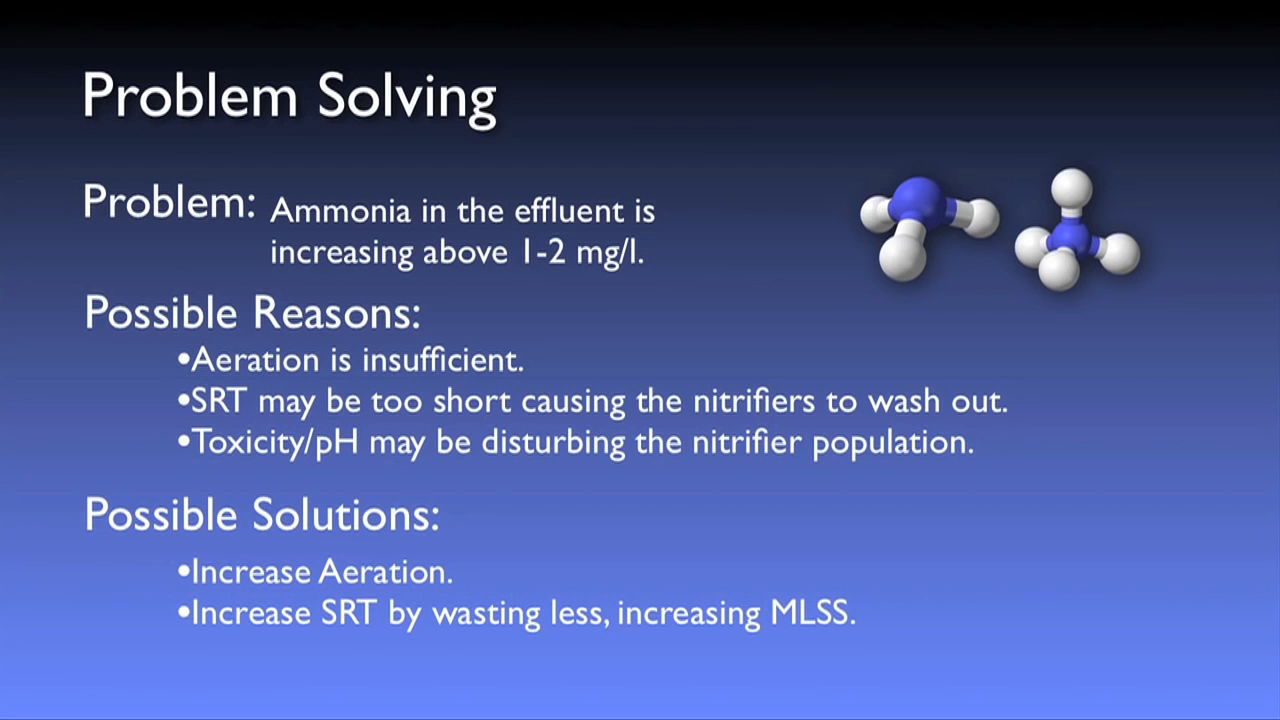 Problem Solving
Problem: Ammonia in the effluent is
increasing above 1-2 mg/l.
Possible Reasons:
•Aeration is insufficient.
•SRT may be too short causing the nitrifiers to wash out.
•Toxicity/pH may be disturbing the nitrifier population.
Possible Solutions:
•Increase Aeration.
•Increase SRT by wasting less, increasing MLSS.